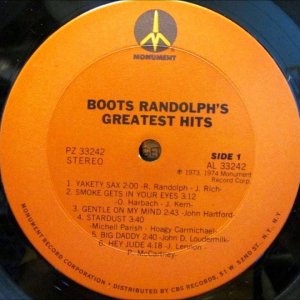 MONUMENT
BOOTS RANDOLPH'S
GREATEST HITS
PZ 33242
STEREO
SIDE 1
AL 33242
℗ 1973, 1974 Monument
Record Corp.
1. YAKETY SAX 2:00 -R. Randolph - J. Rich-
2. SMOKE GETS IN YOUR EYES 3:12
-O. Harbach - J. Kern-
3. GENTLE ON MY MIND 2:43 -John Hartford-
4. STARDUST 3:40
-Michell Parish - Hoagy Carmichael-
5. BIG DADDY 2:40 -John D. Loudermilk-
6. HEY JUDE 4:18 -J. Lennon -
P. McCartney-
MONUMENT RECORD CORPORATION • DISTRIBUTED BY CBS RECORDS, 51 W. 52ND ST. N.Y. N.Y.